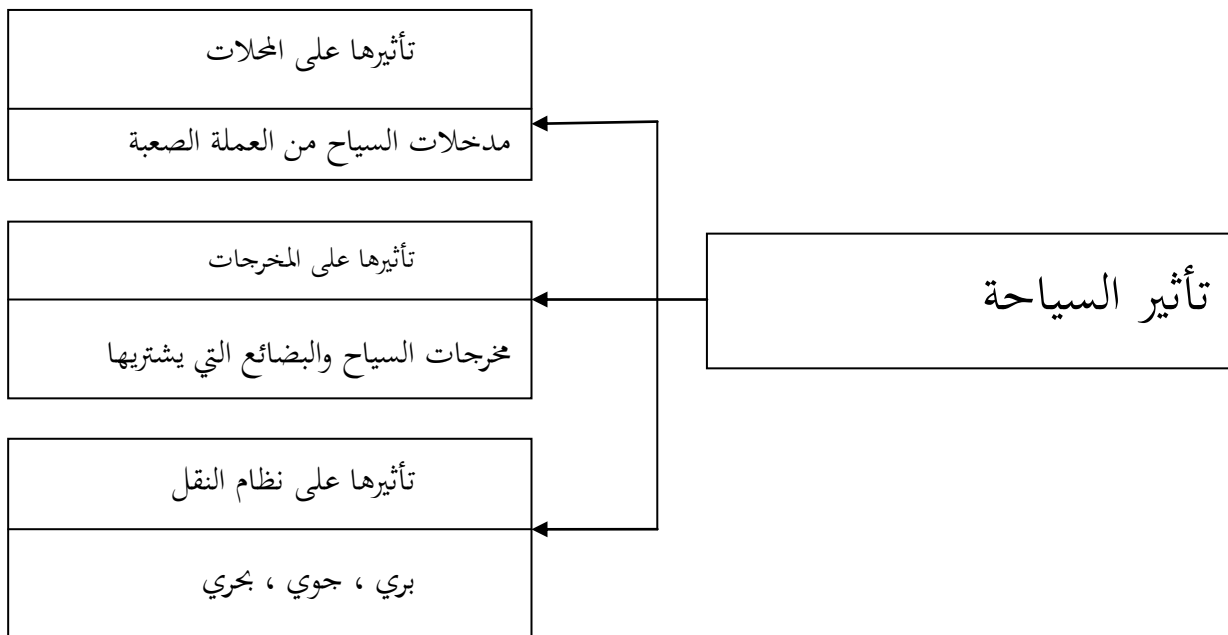 تأثير السياحة
تأثيرها على المحلات
مدخلات السياح من العملة الصعبة
تأثيرها على المخرجات
مخرجات السياح والبضائع التي يشتريها
تأثيرها على نظام النقل
بري ، جوي ، بحري